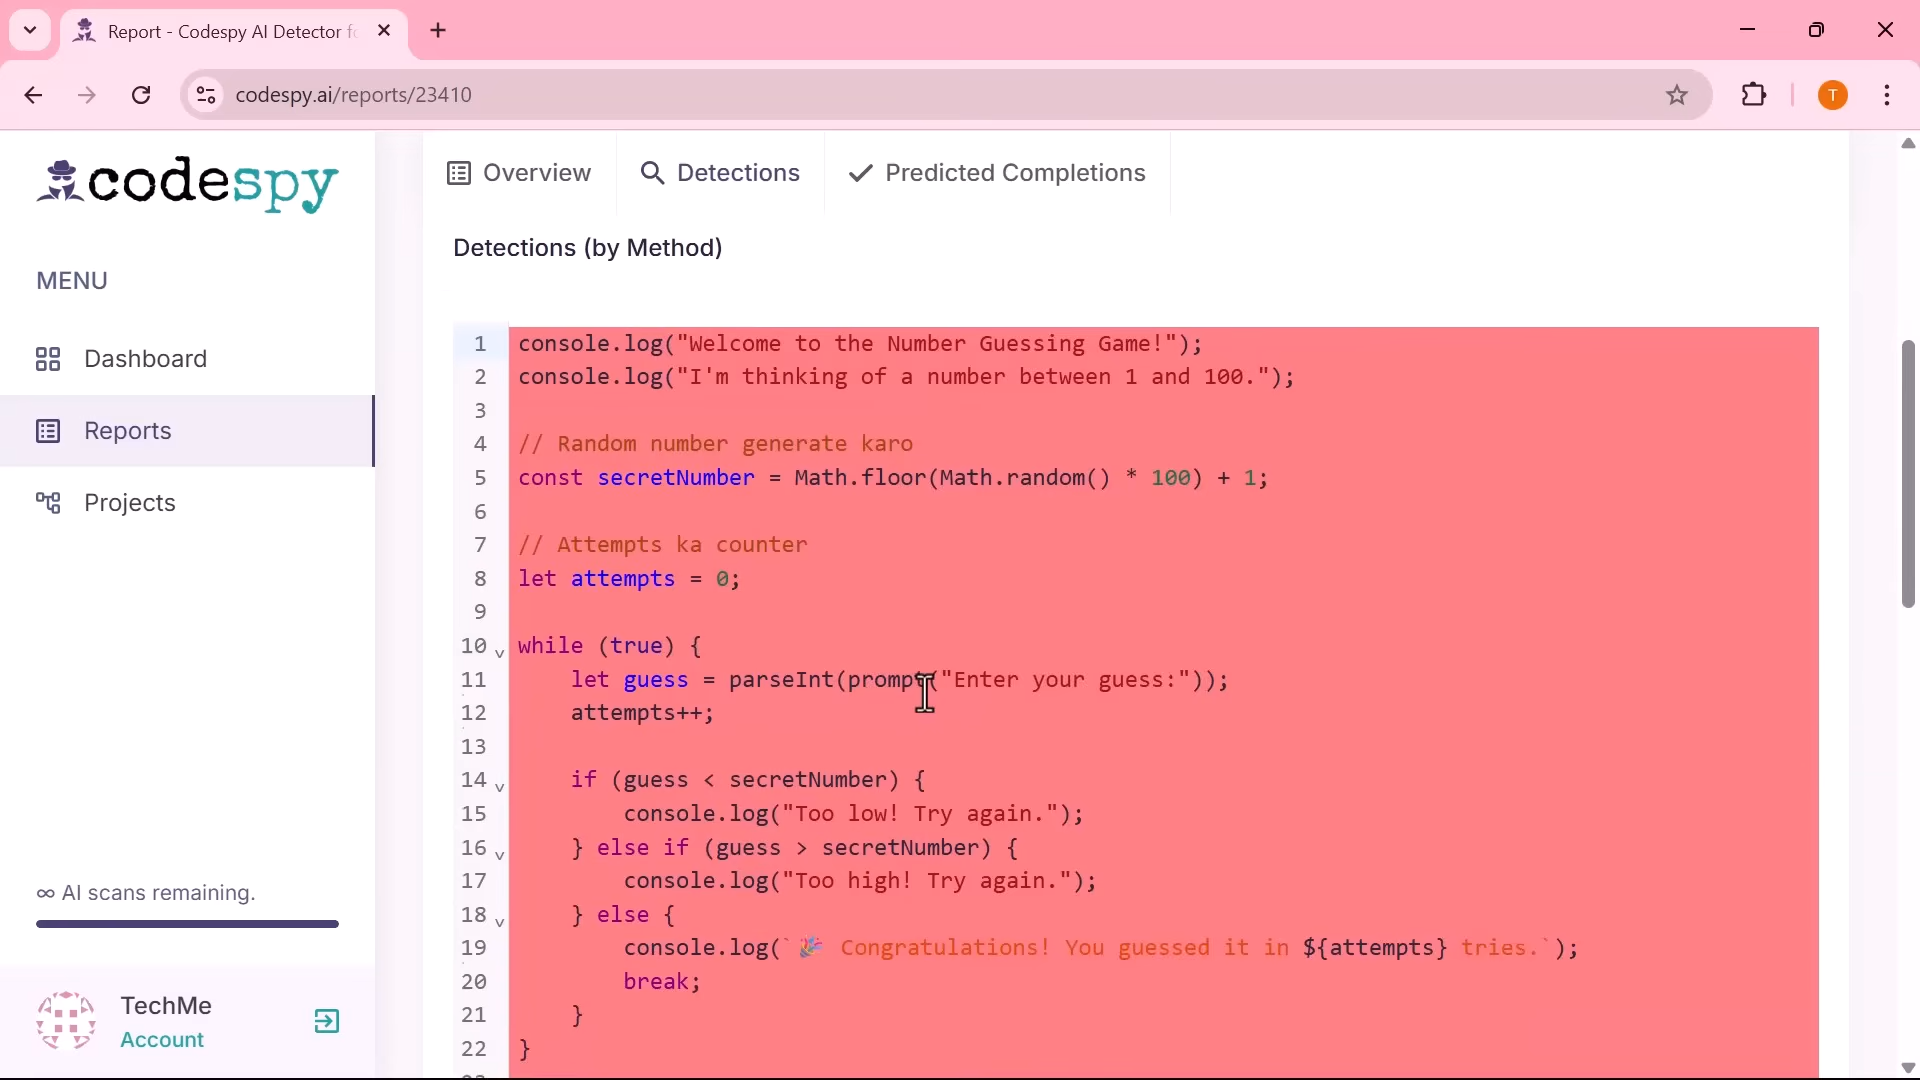 Report - Codespy AI Detector f
codespy.ai/reports/23410
T
codespy
MENU
Dashboard
Reports
Projects
∞ AI scans remaining.
TechMe
Account
Overview
Detections
Predicted Completions
Detections (by Method)
1 console.log("Welcome to the Number Guessing Game!");
2 console.log("I'm thinking of a number between 1 and 100.");
3
4 // Random number generate karo
5 const secretNumber = Math.floor(Math.random() * 100) + 1;
6
7 // Attempts ka counter
8 let attempts = 0;
9
10 while (true) {
11     let guess = parseInt(prompt("Enter your guess:"));
12     attempts++;
13
14     if (guess < secretNumber) {
15         console.log("Too low! Try again.");
16     } else if (guess > secretNumber) {
17         console.log("Too high! Try again.");
18     } else {
19         console.log(`🎉 Congratulations! You guessed it in ${attempts} tries.`);
20         break;
21     }
22 }